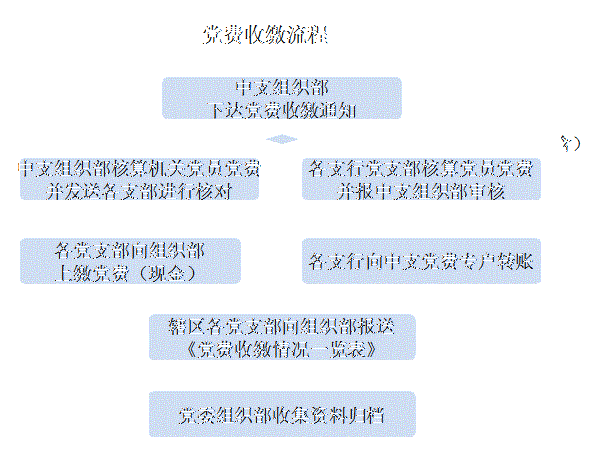 党费收缴流程
中支组织部
下达党费收缴通知
中支组织部核算机关党员党费
并发送各支部进行核对
各支行党支部核算党员党费
并报中支组织部审核
各党支部向组织部
上缴党费（现金）
各支行向中支党费专户转账
辖区各党支部向组织部报送
《党费收缴情况一览表》
党委组织部收集资料归档